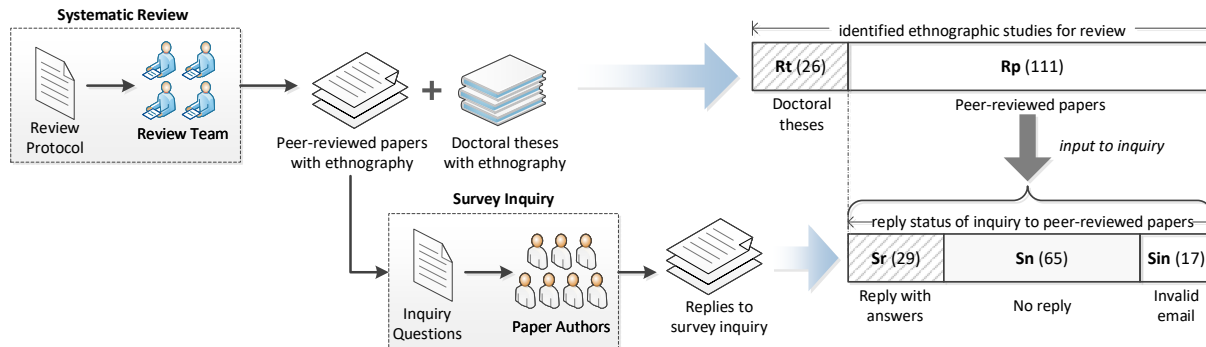 Systematic Review
Review
Protocol
Review Team
Peer-reviewed papers
with ethnography
+
Doctoral theses
with ethnography
identified ethnographic studies for review
Rt (26)
Rp (111)
Doctoral
theses
Peer-reviewed papers
input to inquiry
Survey Inquiry
Inquiry
Questions
Paper Authors
Replies to
survey inquiry
reply status of inquiry to peer-reviewed papers
Sr (29)
Sn (65)
Sin (17)
Reply with
answers
No reply
Invalid
email